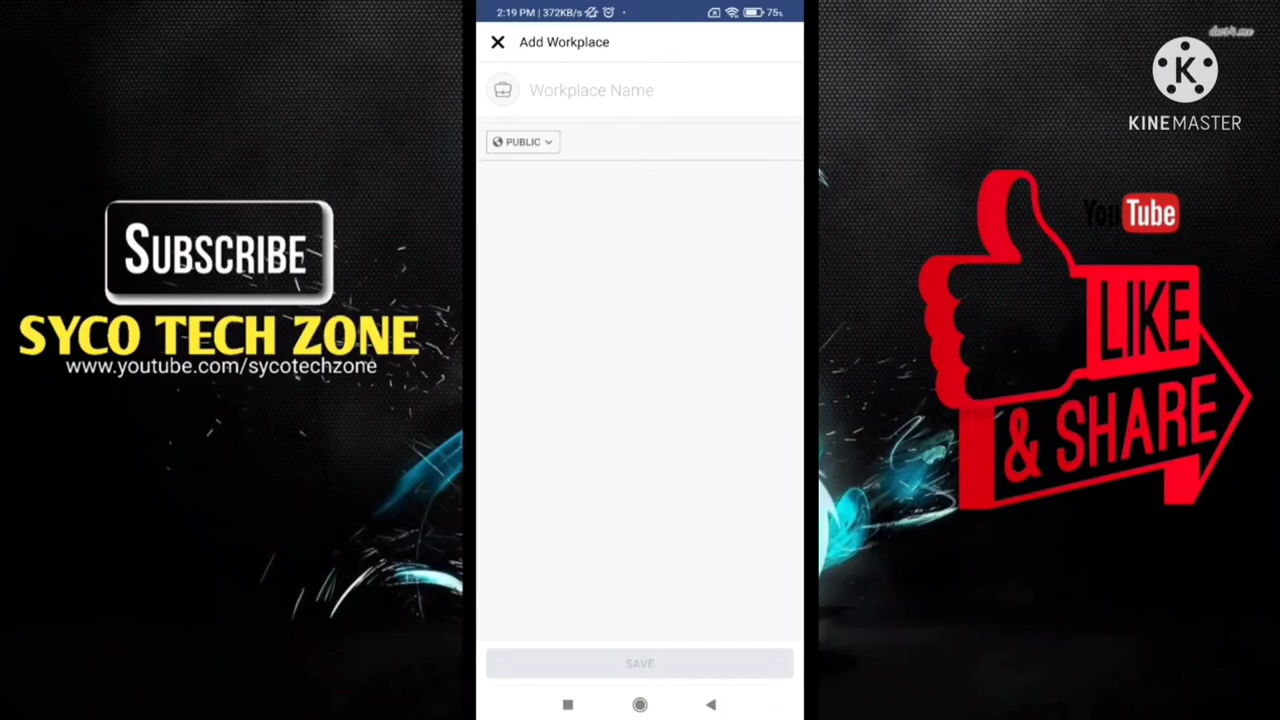 2:19 PM | 372KB/s
75%
Add Workplace
Workplace Name
PUBLIC
SAVE
SUBSCRIBE
SYCO TECH ZONE
www.youtube.com/sycotechzone
K
KINEMASTER
YouTube
LIKE
& SHARE